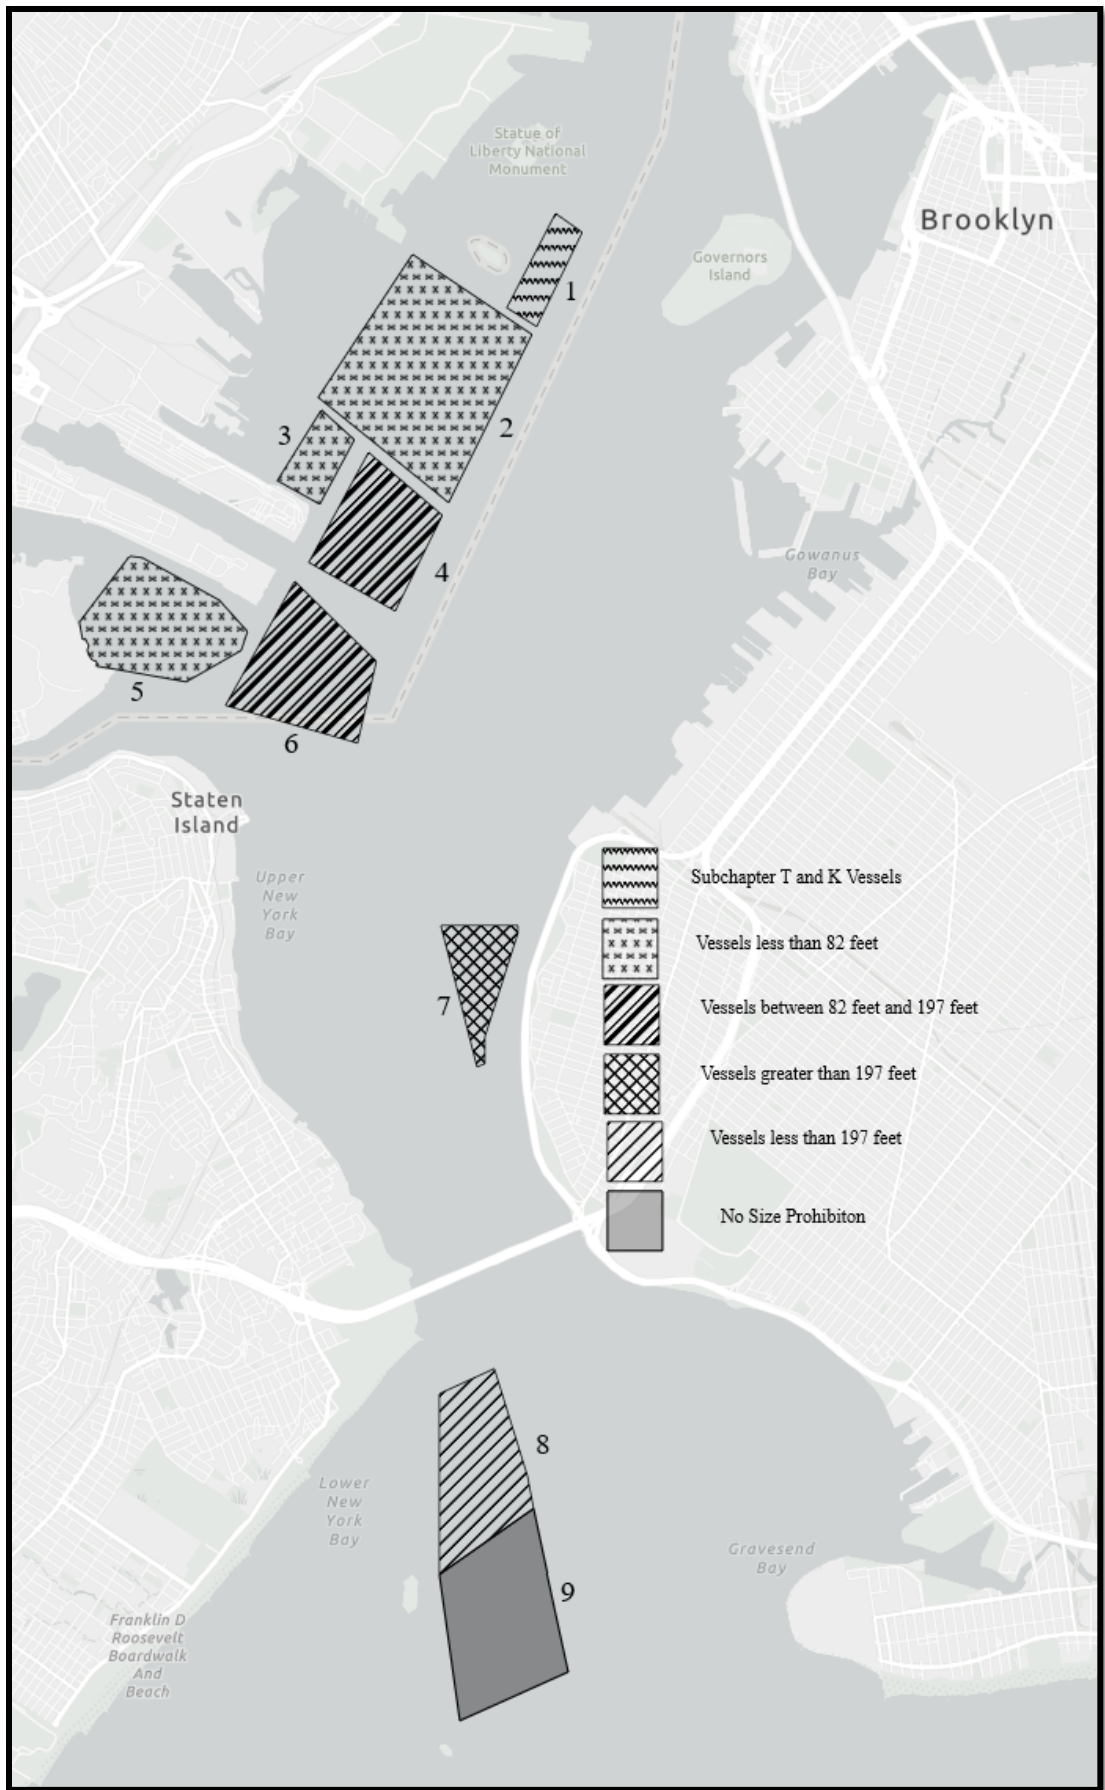 Statue of
Liberty National
Monument
Brooklyn
Governors
Island
1
2
3
4
Gowanus
Bay
5
6
Staten
Island
Upper
New
York
Bay
7
Subchapter T and K Vessels
Vessels less than 82 feet
Vessels between 82 feet and 197 feet
Vessels greater than 197 feet
Vessels less than 197 feet
No Size Prohibiton
8
Lower
New
York
Bay
Gravesend
Bay
9
Franklin D
Roosevelt
Boardwalk
And
Beach